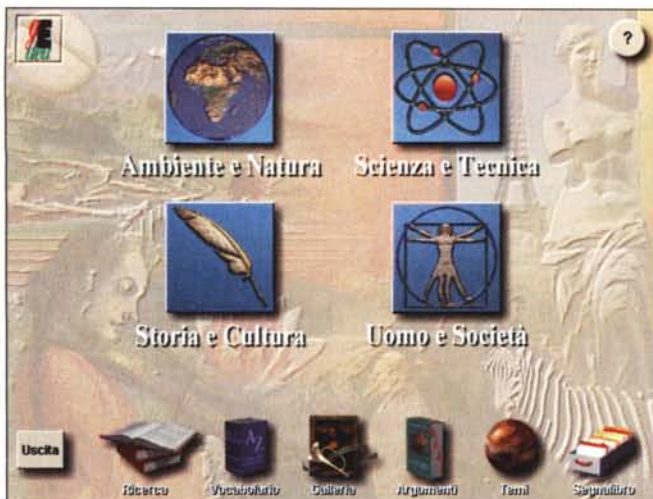 ?
Ambiente e Natura
Scienza e Tecnica
Storia e Cultura
Uomo e Società
Uscita
Ricerca
Vocabolario
Galleria
Argomenti
Temi
Segnalibro